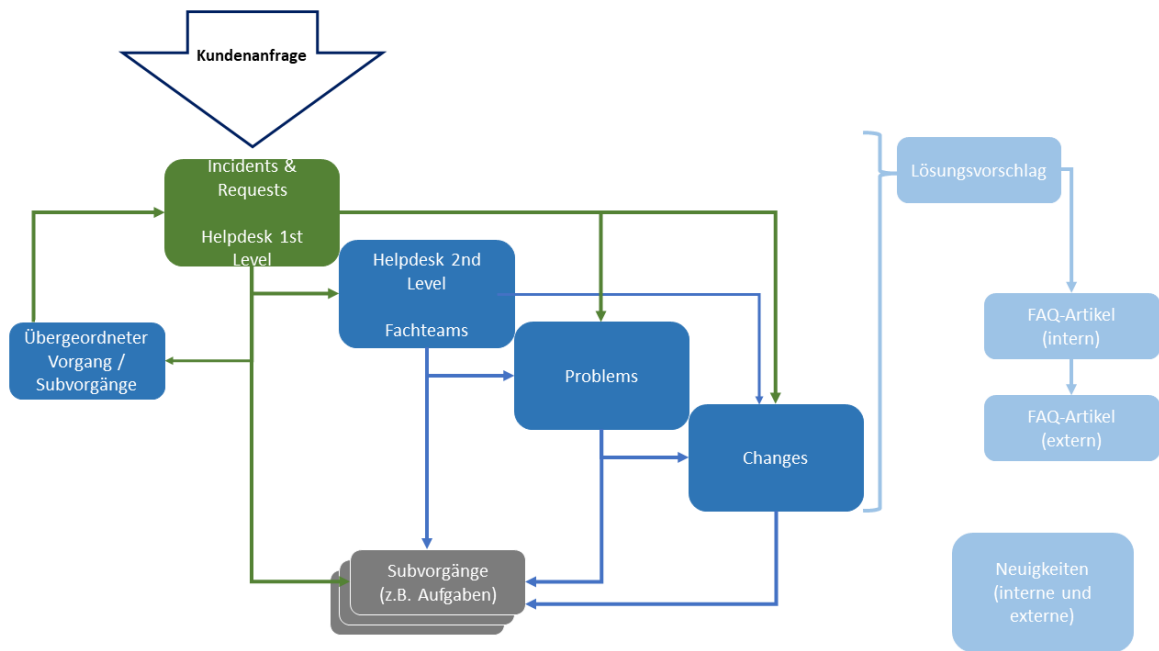 Kundenanfrage
Incidents &
Requests
Helpdesk 1st
Level
Lösungsvorschlag
Helpdesk 2nd
Level
Fachteams
Übergeordneter
Vorgang /
Subvorgänge
FAQ-Artikel
(intern)
Problems
FAQ-Artikel
(extern)
Changes
Subvorgänge
(z.B. Aufgaben)
Neuigkeiten
(interne und
externe)